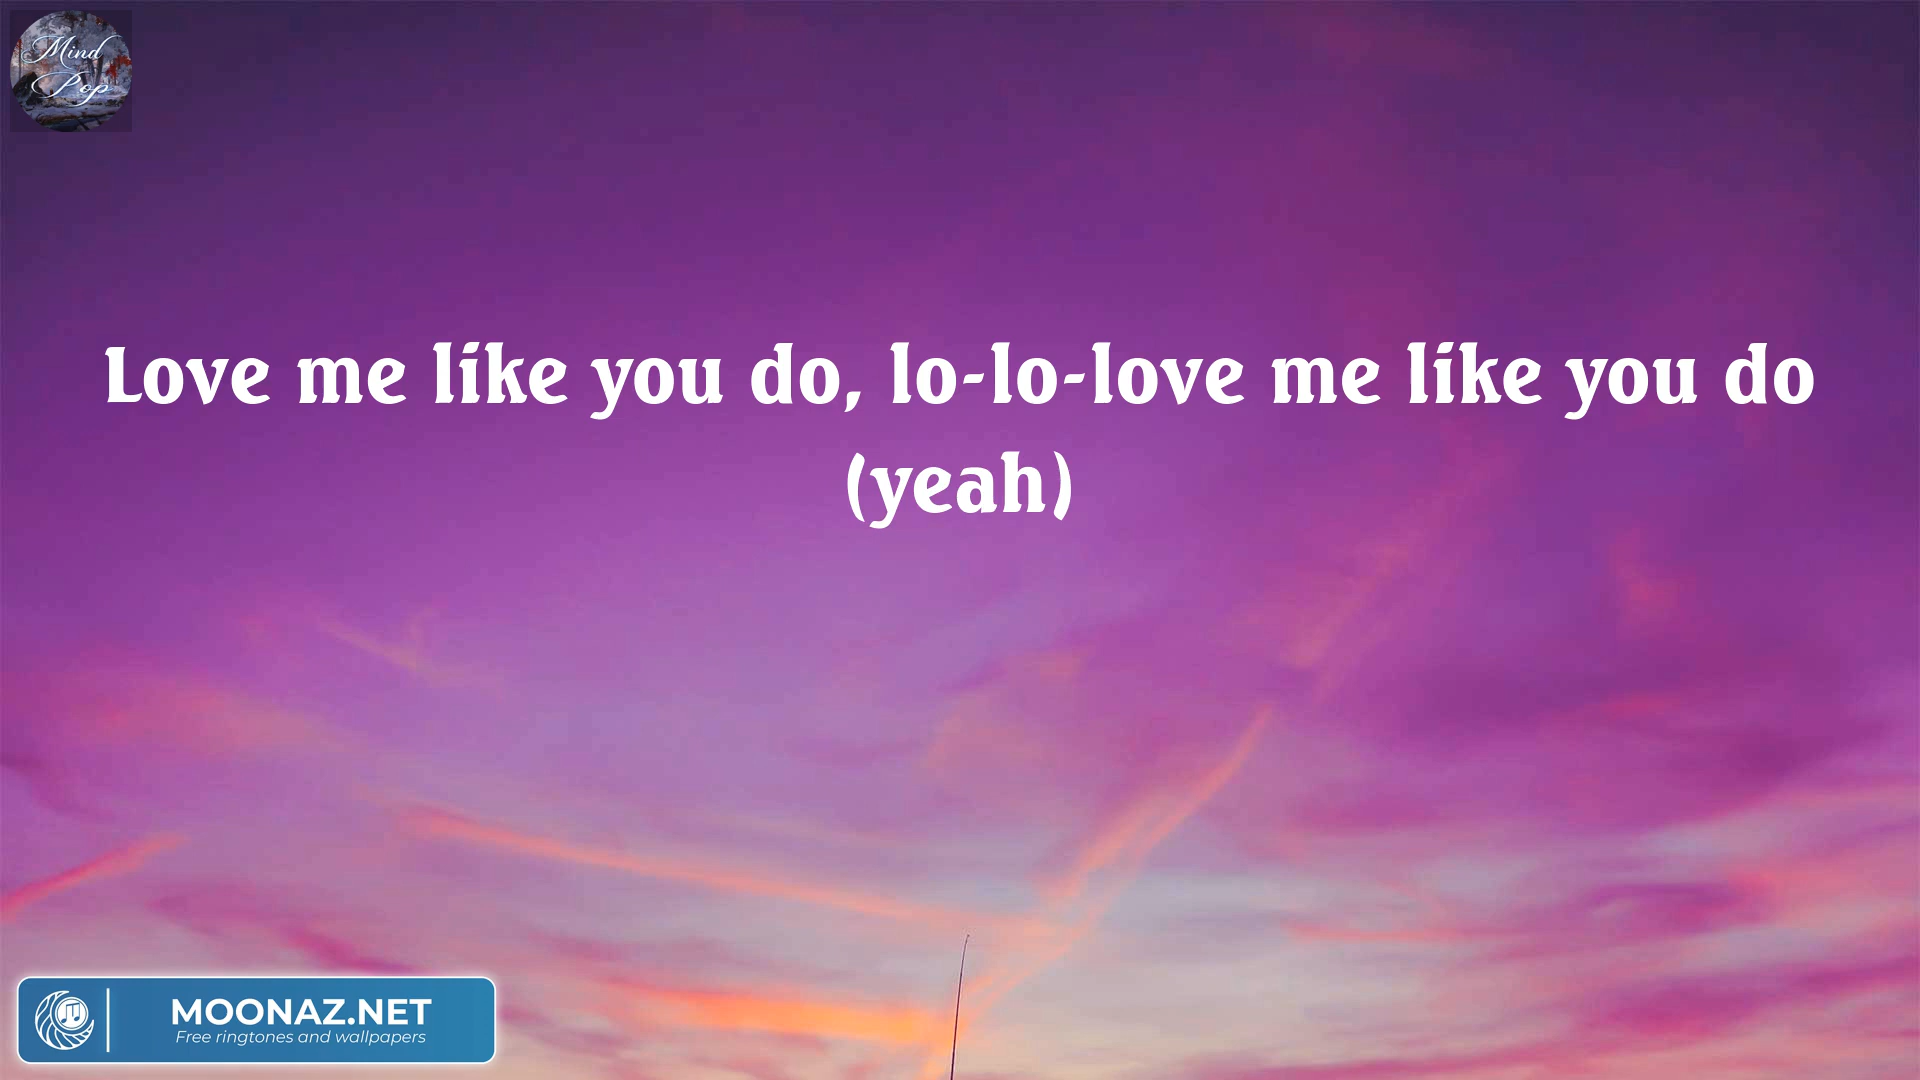 Mind
Pop
Love me like you do, lo-lo-love me like you do
(yeah)
MOONAZ.NET
Free ringtones and wallpapers